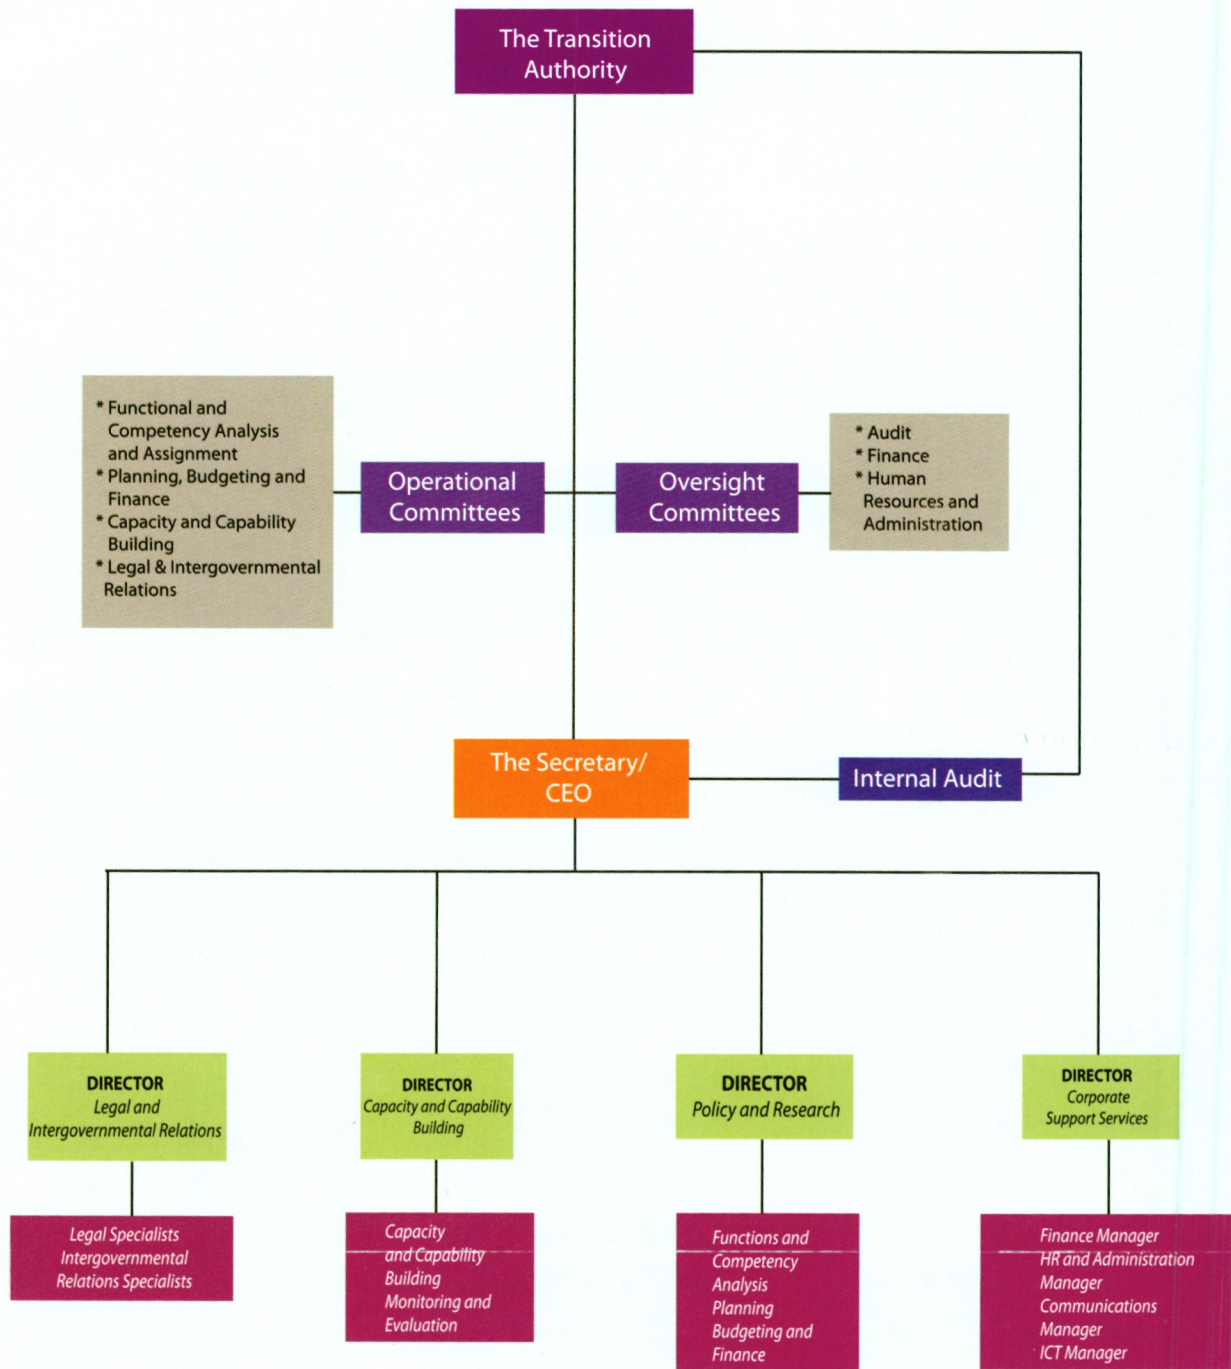 The Transition
Authority
* Functional and
Competency Analysis
and Assignment
* Planning, Budgeting and
Finance
* Capacity and Capability
Building
* Legal & Intergovernmental
Relations
Operational
Committees
Oversight
Committees
* Audit
* Finance
* Human
Resources and
Administration
The Secretary/
CEO
Internal Audit
DIRECTOR
Legal and
Intergovernmental Relations
DIRECTOR
Capacity and Capability
Building
DIRECTOR
Policy and Research
DIRECTOR
Corporate
Support Services
Legal Specialists
Intergovernmental
Relations Specialists
Capacity
and Capability
Building
Monitoring and
Evaluation
Functions and
Competency
Analysis
Planning
Budgeting and
Finance
Finance Manager
HR and Administration
Manager
Communications
Manager
ICT Manager